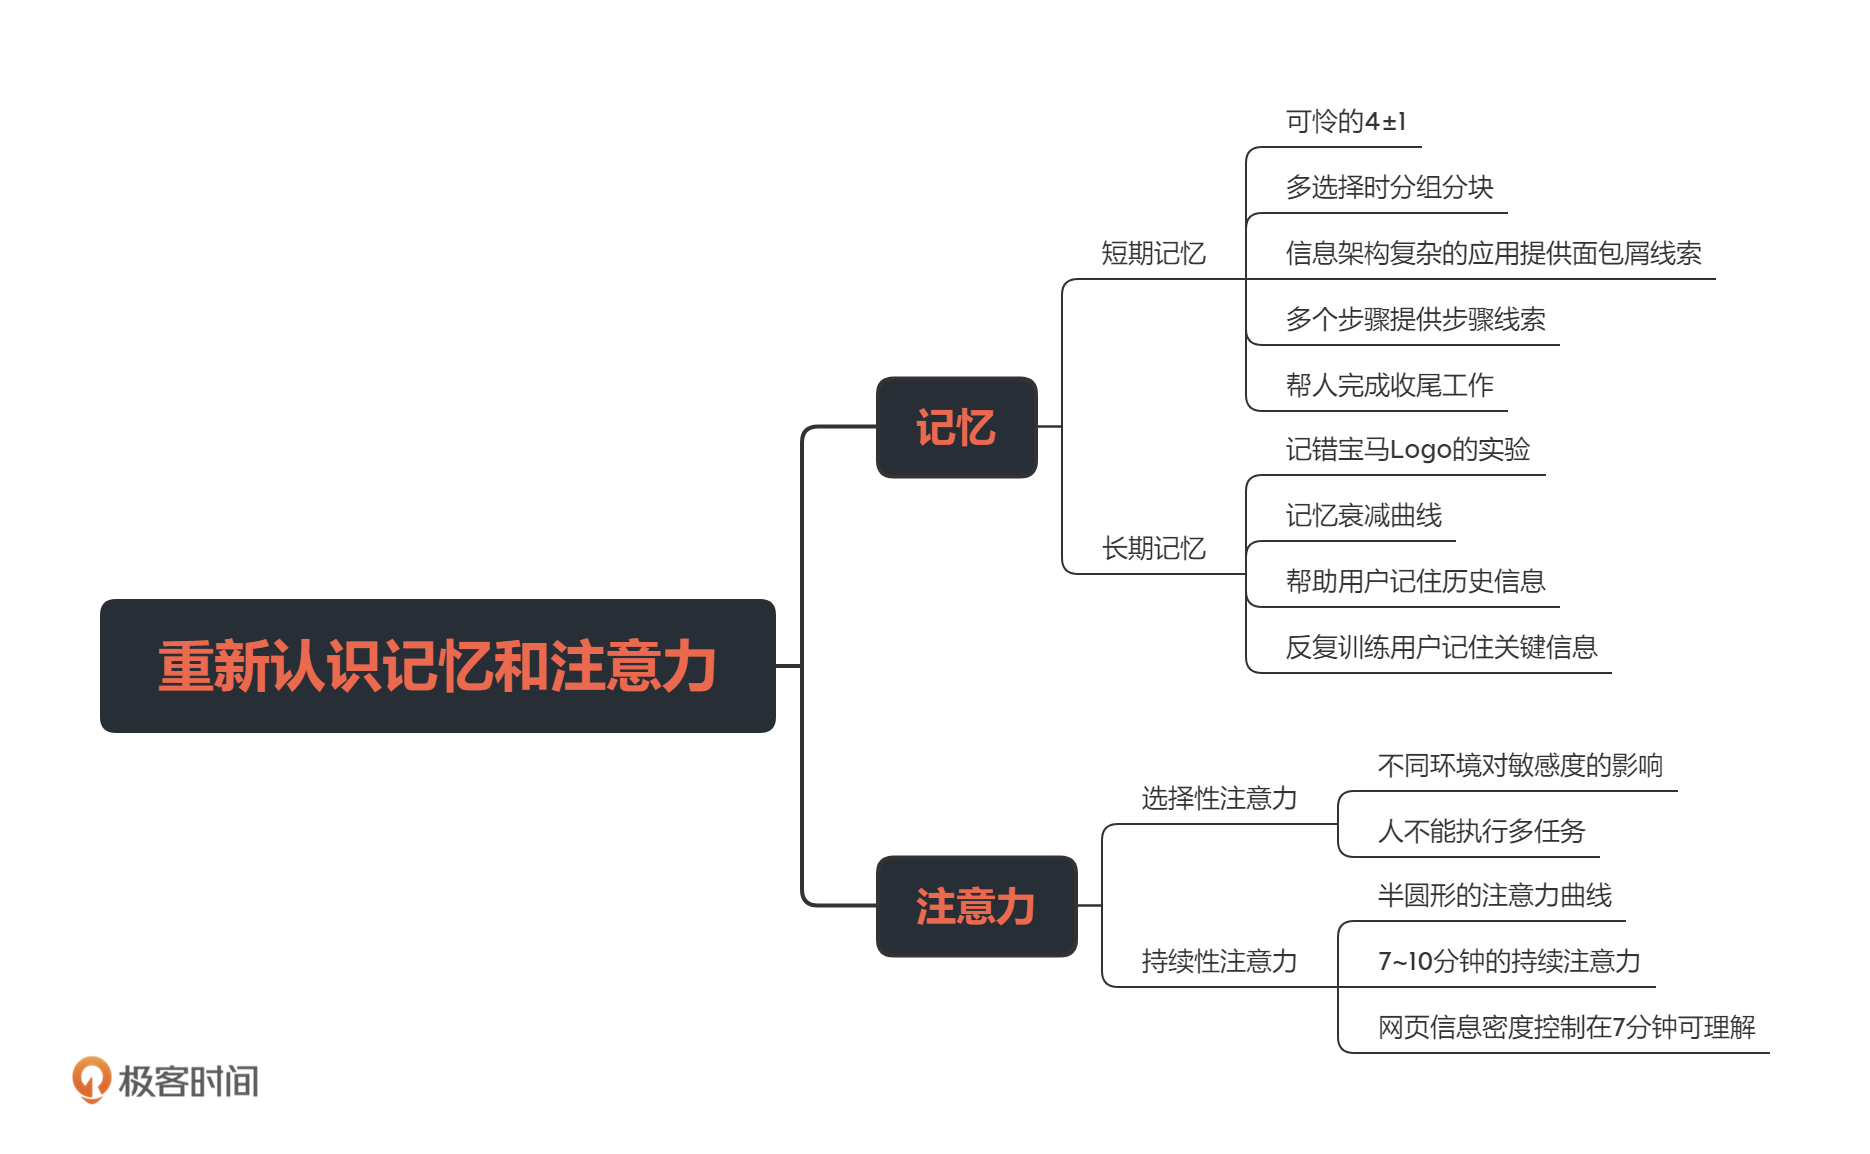 重新认识记忆和注意力
记忆
短期记忆
可怜的4±1
多选择时分组分块
信息架构复杂的应用提供面包屑线索
多个步骤提供步骤线索
帮人完成收尾工作
长期记忆
记错宝马Logo的实验
记忆衰减曲线
帮助用户记住历史信息
反复训练用户记住关键信息
注意力
选择性注意力
不同环境对敏感度的影响
人不能执行多任务
持续性注意力
半圆形的注意力曲线
7~10分钟的持续注意力
网页信息密度控制在7分钟可理解
极客时间